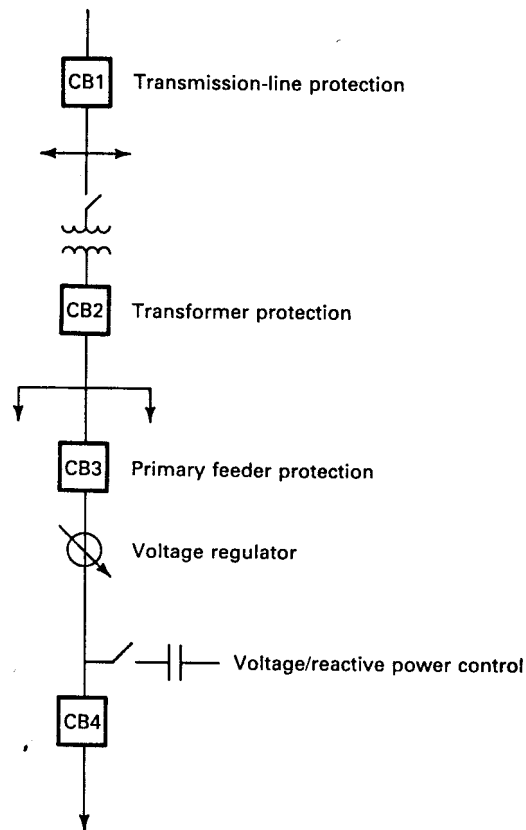 CB1 Transmission-line protection
CB2 Transformer protection
CB3 Primary feeder protection
Voltage regulator
Voltage/reactive power control
CB4